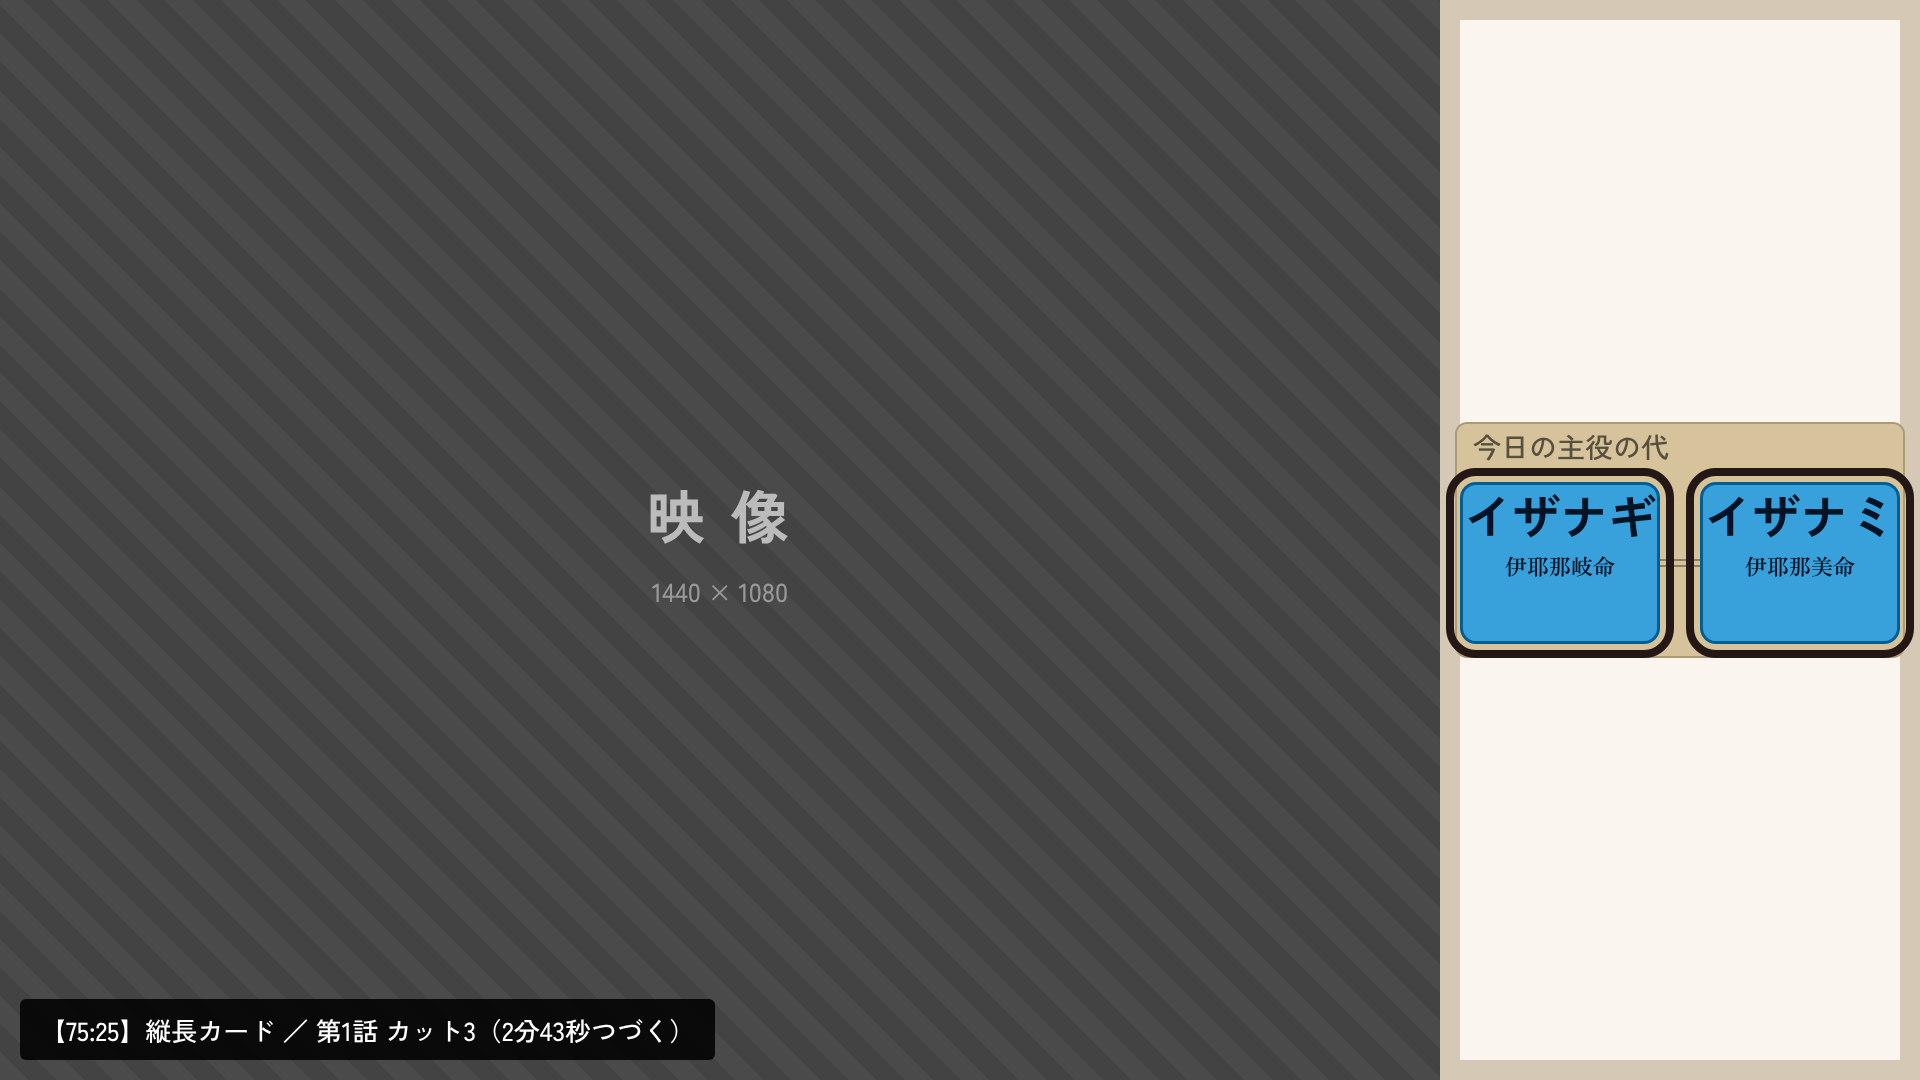 映像
1440 × 1080
【75:25】縦長カード ／ 第1話 カット3（2分43秒つづく）
今日の主役の代
イザナギ
伊耶那岐命
イザナミ
伊耶那美命